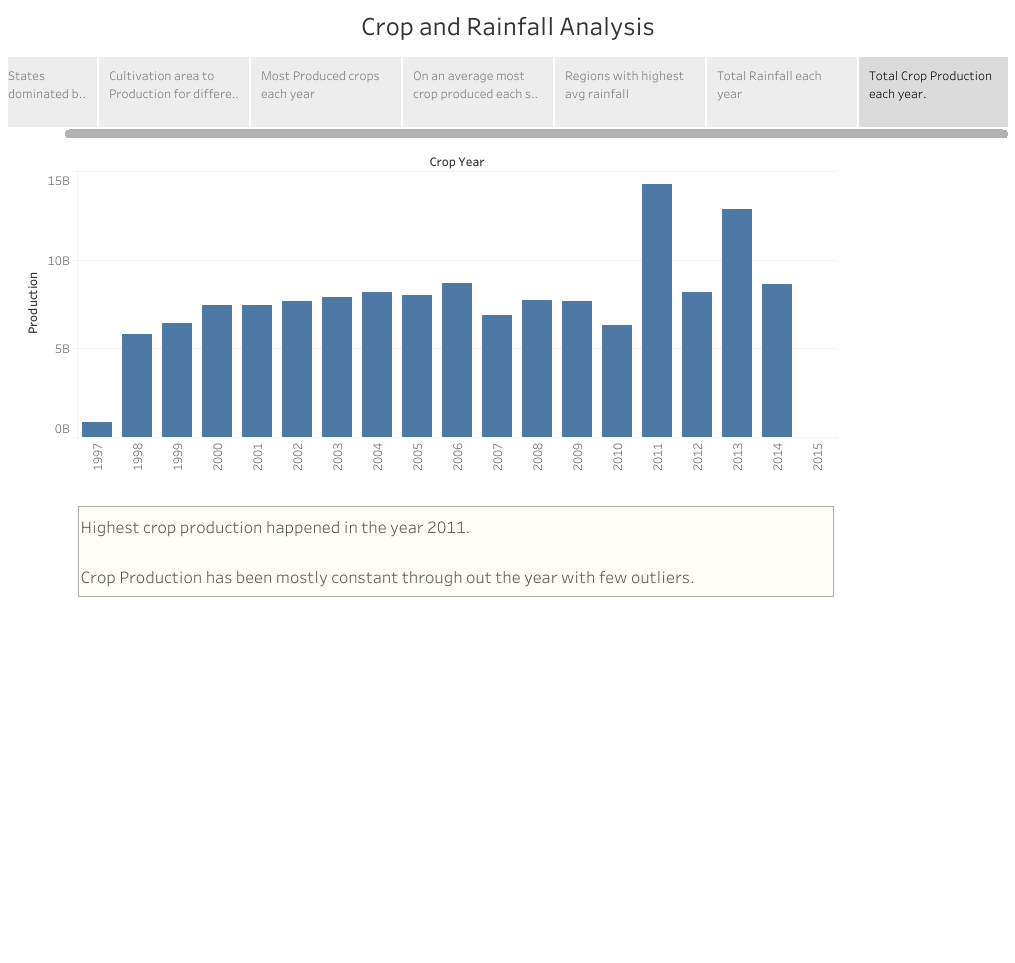 Crop and Rainfall Analysis
States
dominated b..
Cultivation area to
Production for differe..
Most Produced crops
each year
On an average most
crop produced each s..
Regions with highest
avg rainfall
Total Rainfall each
year
Total Crop Production
each year.
Crop Year
Production
15B
10B
5B
0B
1997
1998
1999
2000
2001
2002
2003
2004
2005
2006
2007
2008
2009
2010
2011
2012
2013
2014
2015
Highest crop production happened in the year 2011.
Crop Production has been mostly constant through out the year with few outliers.